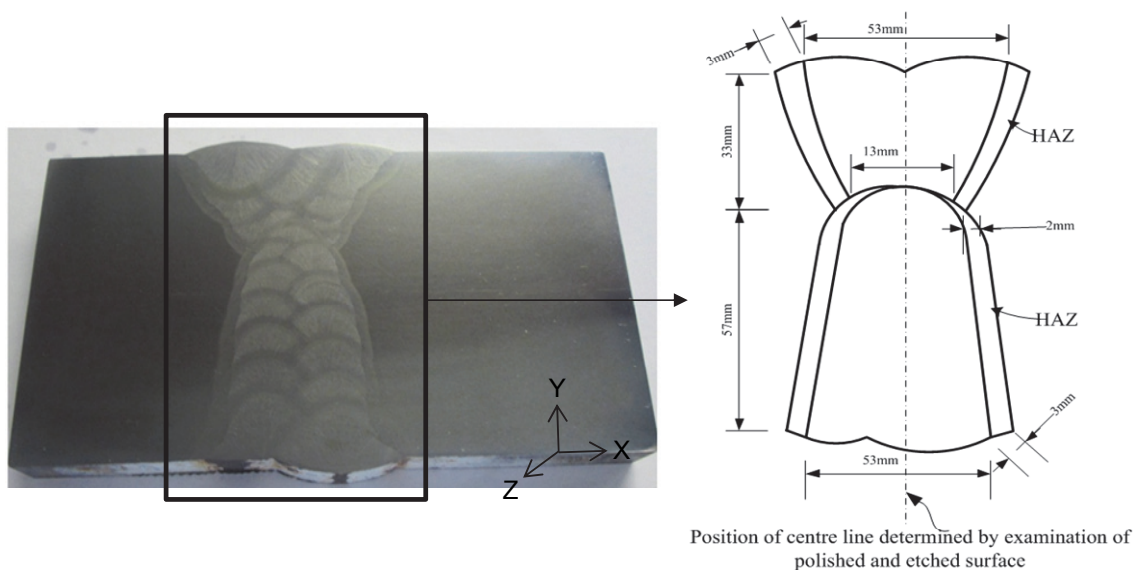 53mm
3mm
33mm
HAZ
13mm
2mm
57mm
HAZ
Y
X
Z
3mm
53mm
Position of centre line determined by examination of
polished and etched surface